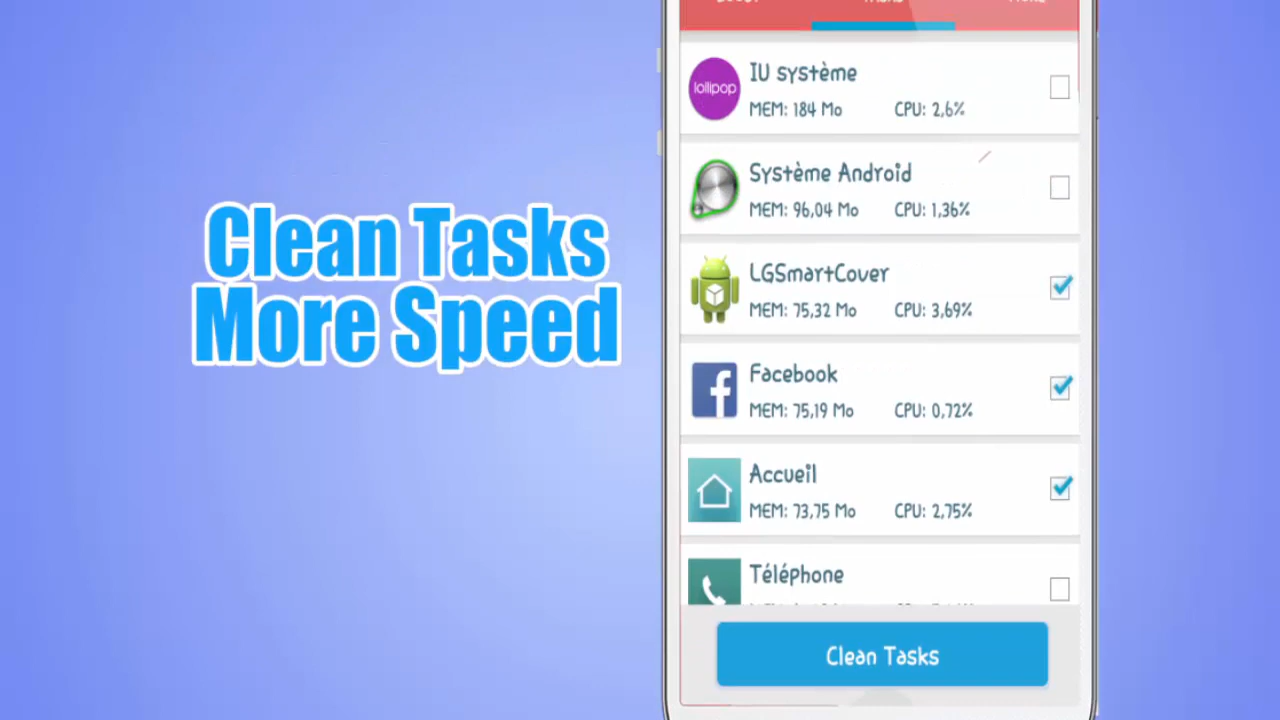 Clean Tasks
More Speed
TASKS
lollipop
IU système
MEM: 184 Mo CPU: 2,6%
Système Android
MEM: 96,04 Mo CPU: 1,36%
LGSmartCover
MEM: 75,32 Mo CPU: 3,69%
Facebook
MEM: 75,19 Mo CPU: 0,72%
Accueil
MEM: 73,75 Mo CPU: 2,75%
Téléphone
Clean Tasks